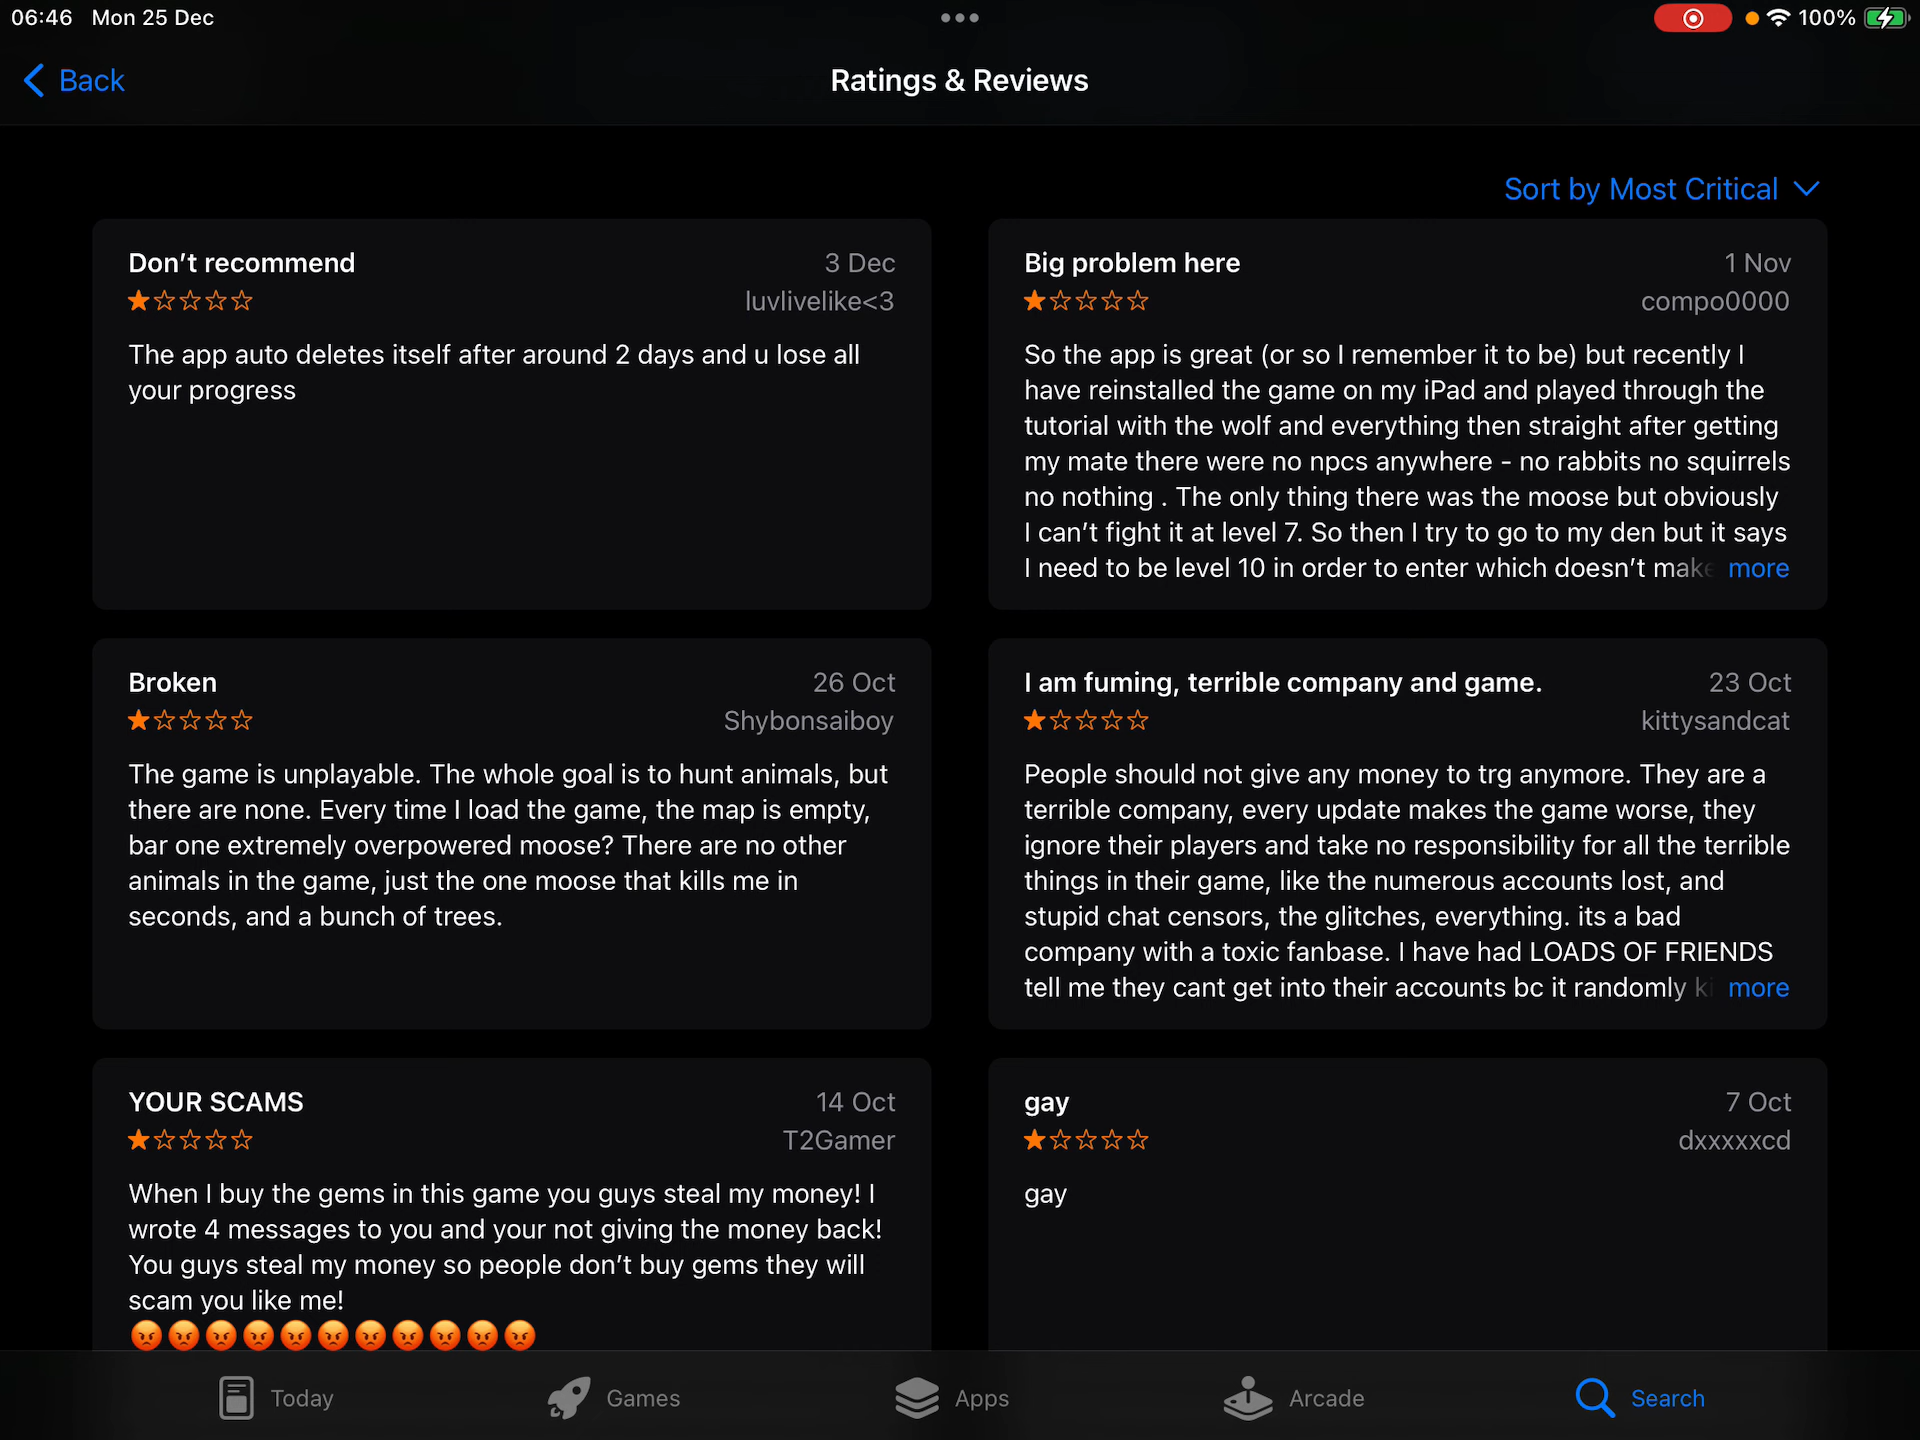 06:46 Mon 25 Dec
100%
Back
Ratings & Reviews
Sort by Most Critical
Don’t recommend
3 Dec
luvlivelike<3
The app auto deletes itself after around 2 days and u lose all
your progress
Big problem here
1 Nov
compo0000
So the app is great (or so I remember it to be) but recently I
have reinstalled the game on my iPad and played through the
tutorial with the wolf and everything then straight after getting
my mate there were no npcs anywhere - no rabbits no squirrels
no nothing . The only thing there was the moose but obviously
I can’t fight it at level 7. So then I try to go to my den but it says
I need to be level 10 in order to enter which doesn’t make more
Broken
26 Oct
Shybonsaiboy
The game is unplayable. The whole goal is to hunt animals, but
there are none. Every time I load the game, the map is empty,
bar one extremely overpowered moose? There are no other
animals in the game, just the one moose that kills me in
seconds, and a bunch of trees.
I am fuming, terrible company and game.
23 Oct
kittysandcat
People should not give any money to trg anymore. They are a
terrible company, every update makes the game worse, they
ignore their players and take no responsibility for all the terrible
things in their game, like the numerous accounts lost, and
stupid chat censors, the glitches, everything. its a bad
company with a toxic fanbase. I have had LOADS OF FRIENDS
tell me they cant get into their accounts bc it randomly more
YOUR SCAMS
14 Oct
T2Gamer
When I buy the gems in this game you guys steal my money! I
wrote 4 messages to you and your not giving the money back!
You guys steal my money so people don’t buy gems they will
scam you like me!
😡😡😡😡😡😡😡😡😡😡😡
gay
7 Oct
dxxxxxcd
gay
Today
Games
Apps
Arcade
Search